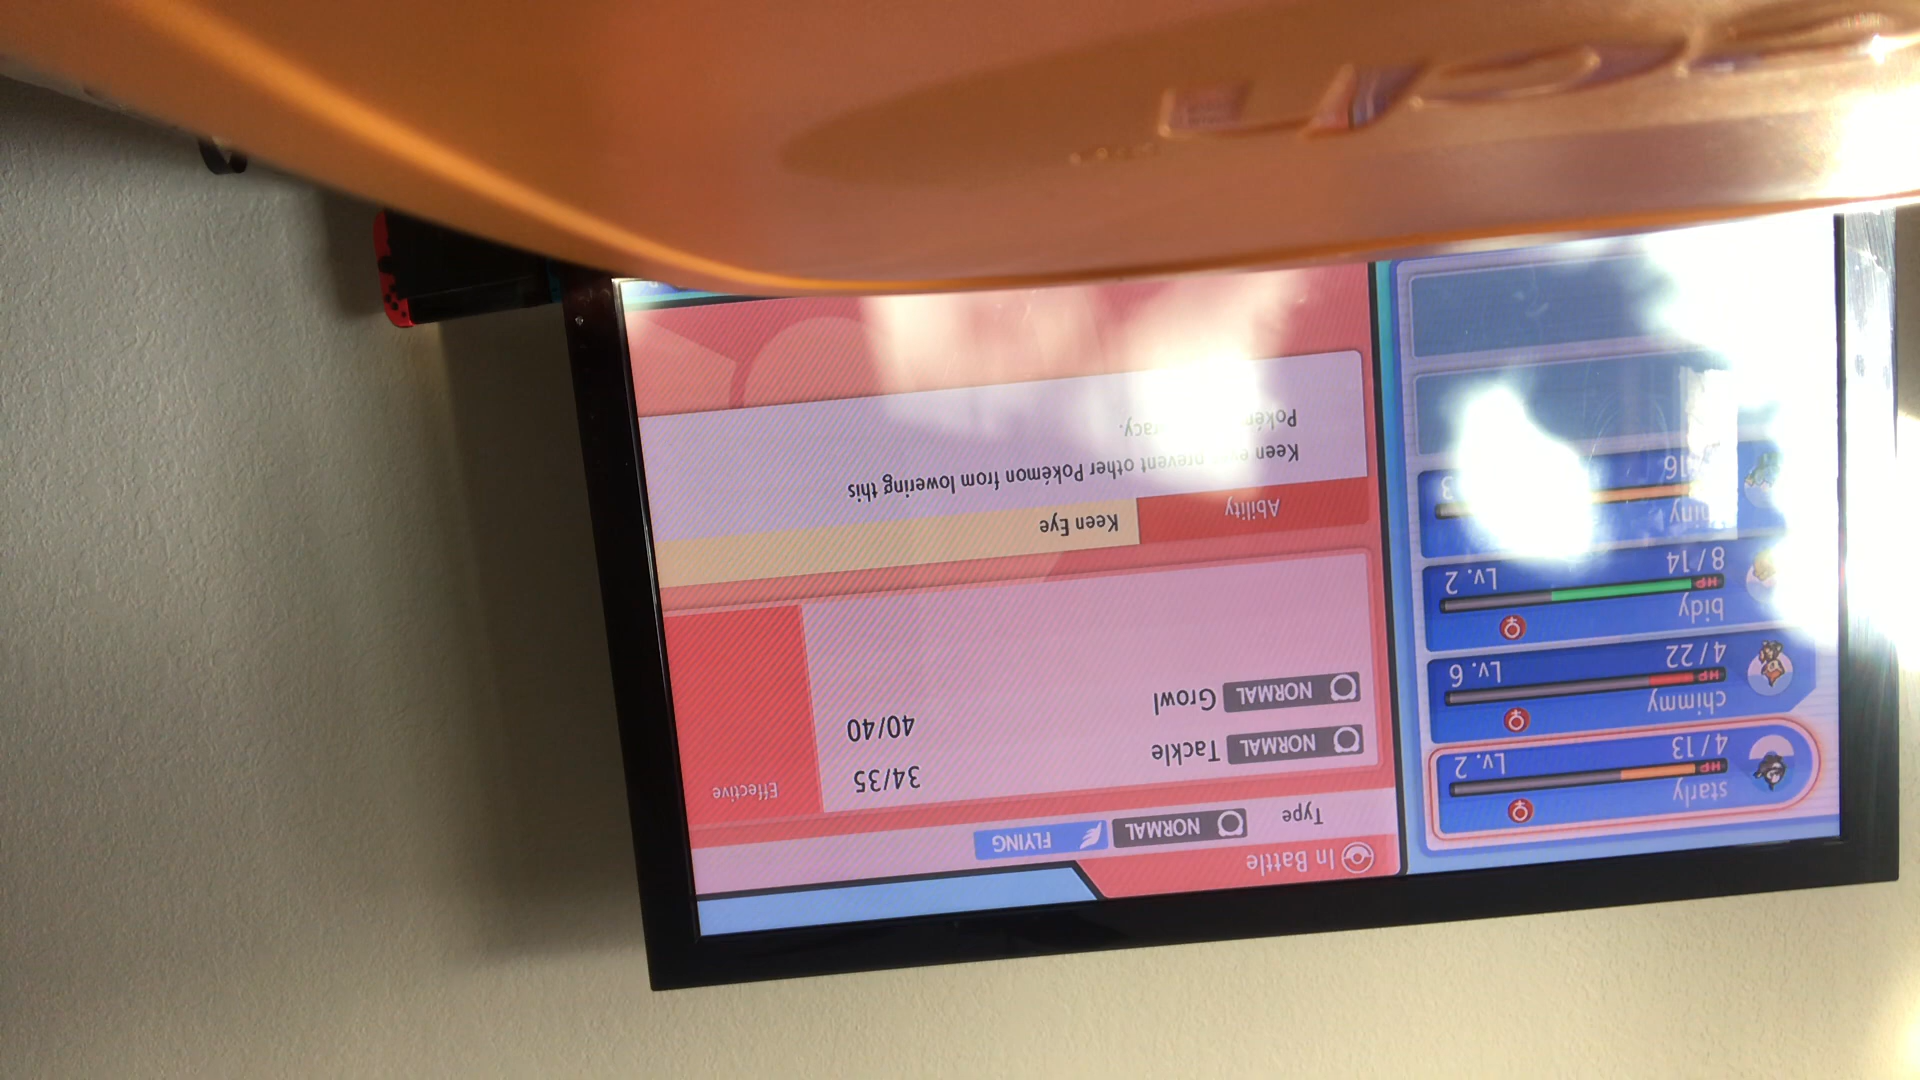 starly
HP
4/13
Lv. 2
chimmy
HP
4/22
Lv. 6
bidy
HP
8/14
Lv. 2
In Battle
Type
NORMAL
FLYING
Effective
NORMAL Tackle 34/35
NORMAL Growl 40/40
Ability
Keen Eye
Keen prevent other Pokémon from lowering this